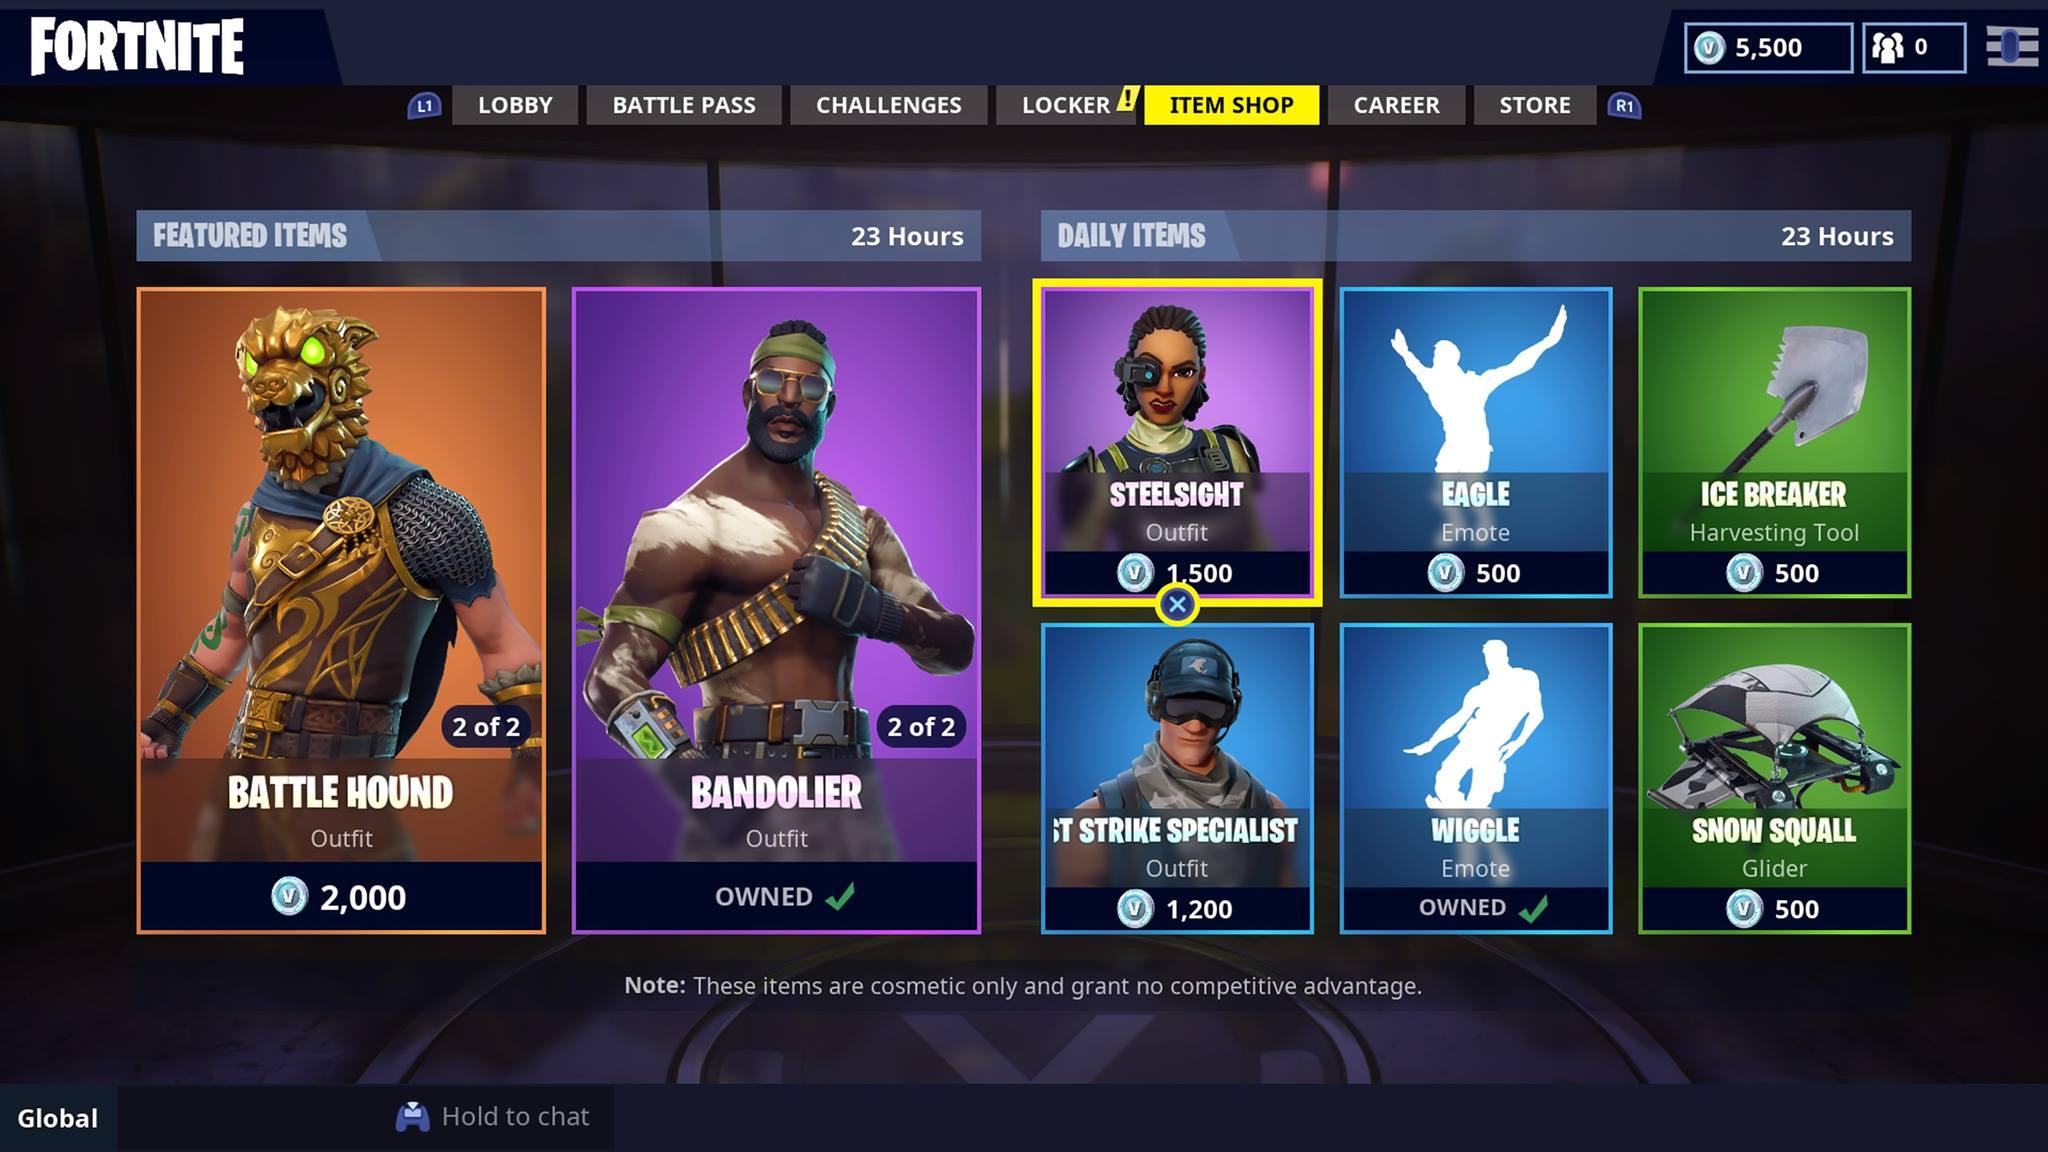 FORTNITE
5,500
0
L1
LOBBY
BATTLE PASS
CHALLENGES
LOCKER !
ITEM SHOP
CAREER
STORE
R1
FEATURED ITEMS
23 Hours
DAILY ITEMS
23 Hours
2 of 2
BATTLE HOUND
Outfit
V 2,000
2 of 2
BANDOLIER
Outfit
OWNED
STEELSIGHT
Outfit
V 1,500
EAGLE
Emote
V 500
ICE BREAKER
Harvesting Tool
V 500
ST STRIKE SPECIALIST
Outfit
V 1,200
WIGGLE
Emote
OWNED
SNOW SQUALL
Glider
V 500
Note: These items are cosmetic only and grant no competitive advantage.
Global
Hold to chat